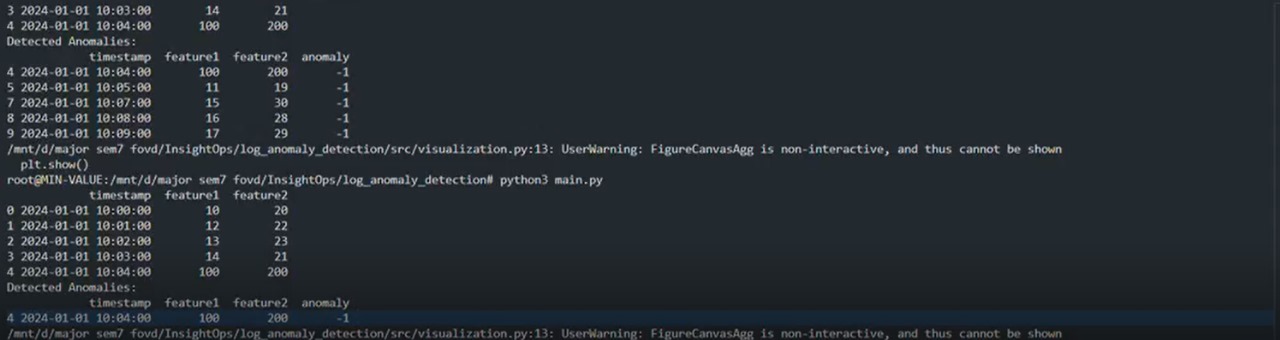 3 2024-01-01 10:03:00 14 21
4 2024-01-01 10:04:00 100 200
Detected Anomalies:
timestamp feature1 feature2 anomaly
4 2024-01-01 10:04:00 100 200 -1
5 2024-01-01 10:05:00 11 19 -1
7 2024-01-01 10:07:00 15 30 -1
8 2024-01-01 10:08:00 16 28 -1
9 2024-01-01 10:09:00 17 29 -1
/mnt/d/major sem7 fovd/InsightOps/log_anomaly_detection/src/visualization.py:13: UserWarning: FigureCanvasAgg is non-interactive, and thus cannot be shown
plt.show()
root@MIN-VALUE:/mnt/d/major sem7 fovd/InsightOps/log_anomaly_detection# python3 main.py
timestamp feature1 feature2
0 2024-01-01 10:00:00 10 20
1 2024-01-01 10:01:00 12 22
2 2024-01-01 10:02:00 13 23
3 2024-01-01 10:03:00 14 21
4 2024-01-01 10:04:00 100 200
Detected Anomalies:
timestamp feature1 feature2 anomaly
4 2024-01-01 10:04:00 100 200 -1
/mnt/d/major sem7 fovd/InsightOps/log_anomaly_detection/src/visualization.py:13: UserWarning: FigureCanvasAgg is non-interactive, and thus cannot be shown